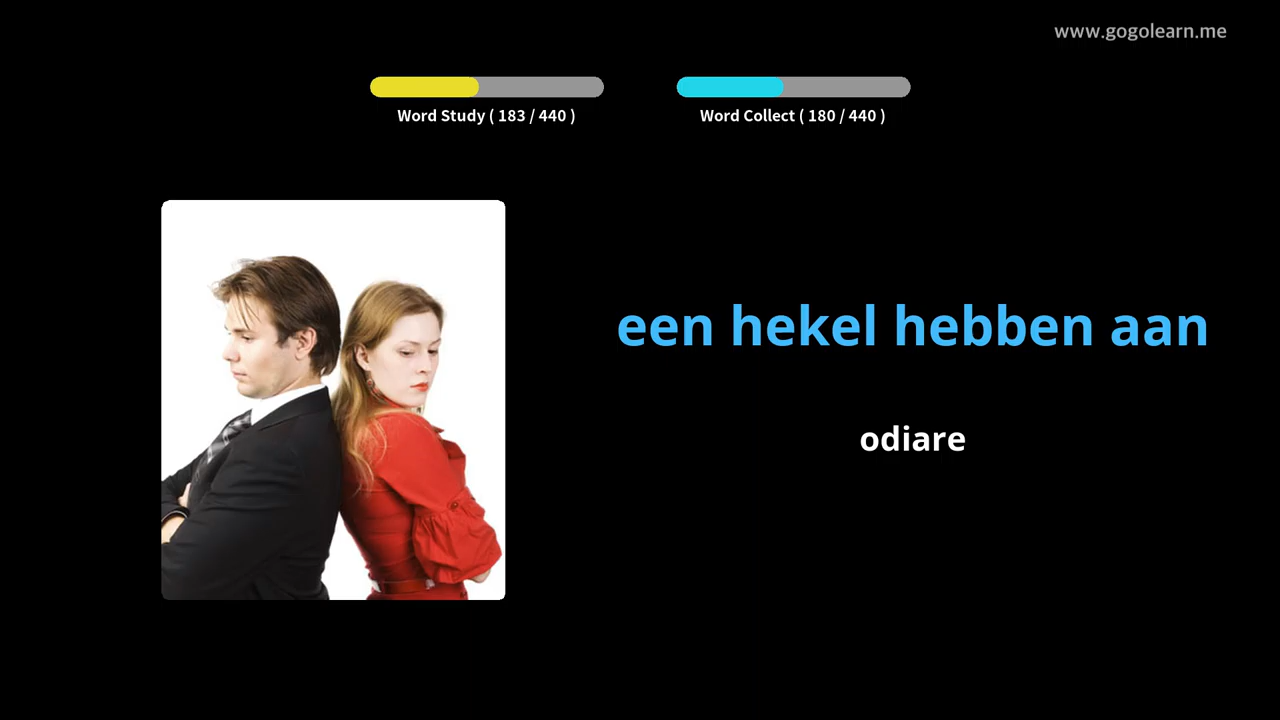 www.gogolearn.me
Word Study ( 183 / 440 )
Word Collect ( 180 / 440 )
een hekel hebben aan
odiare